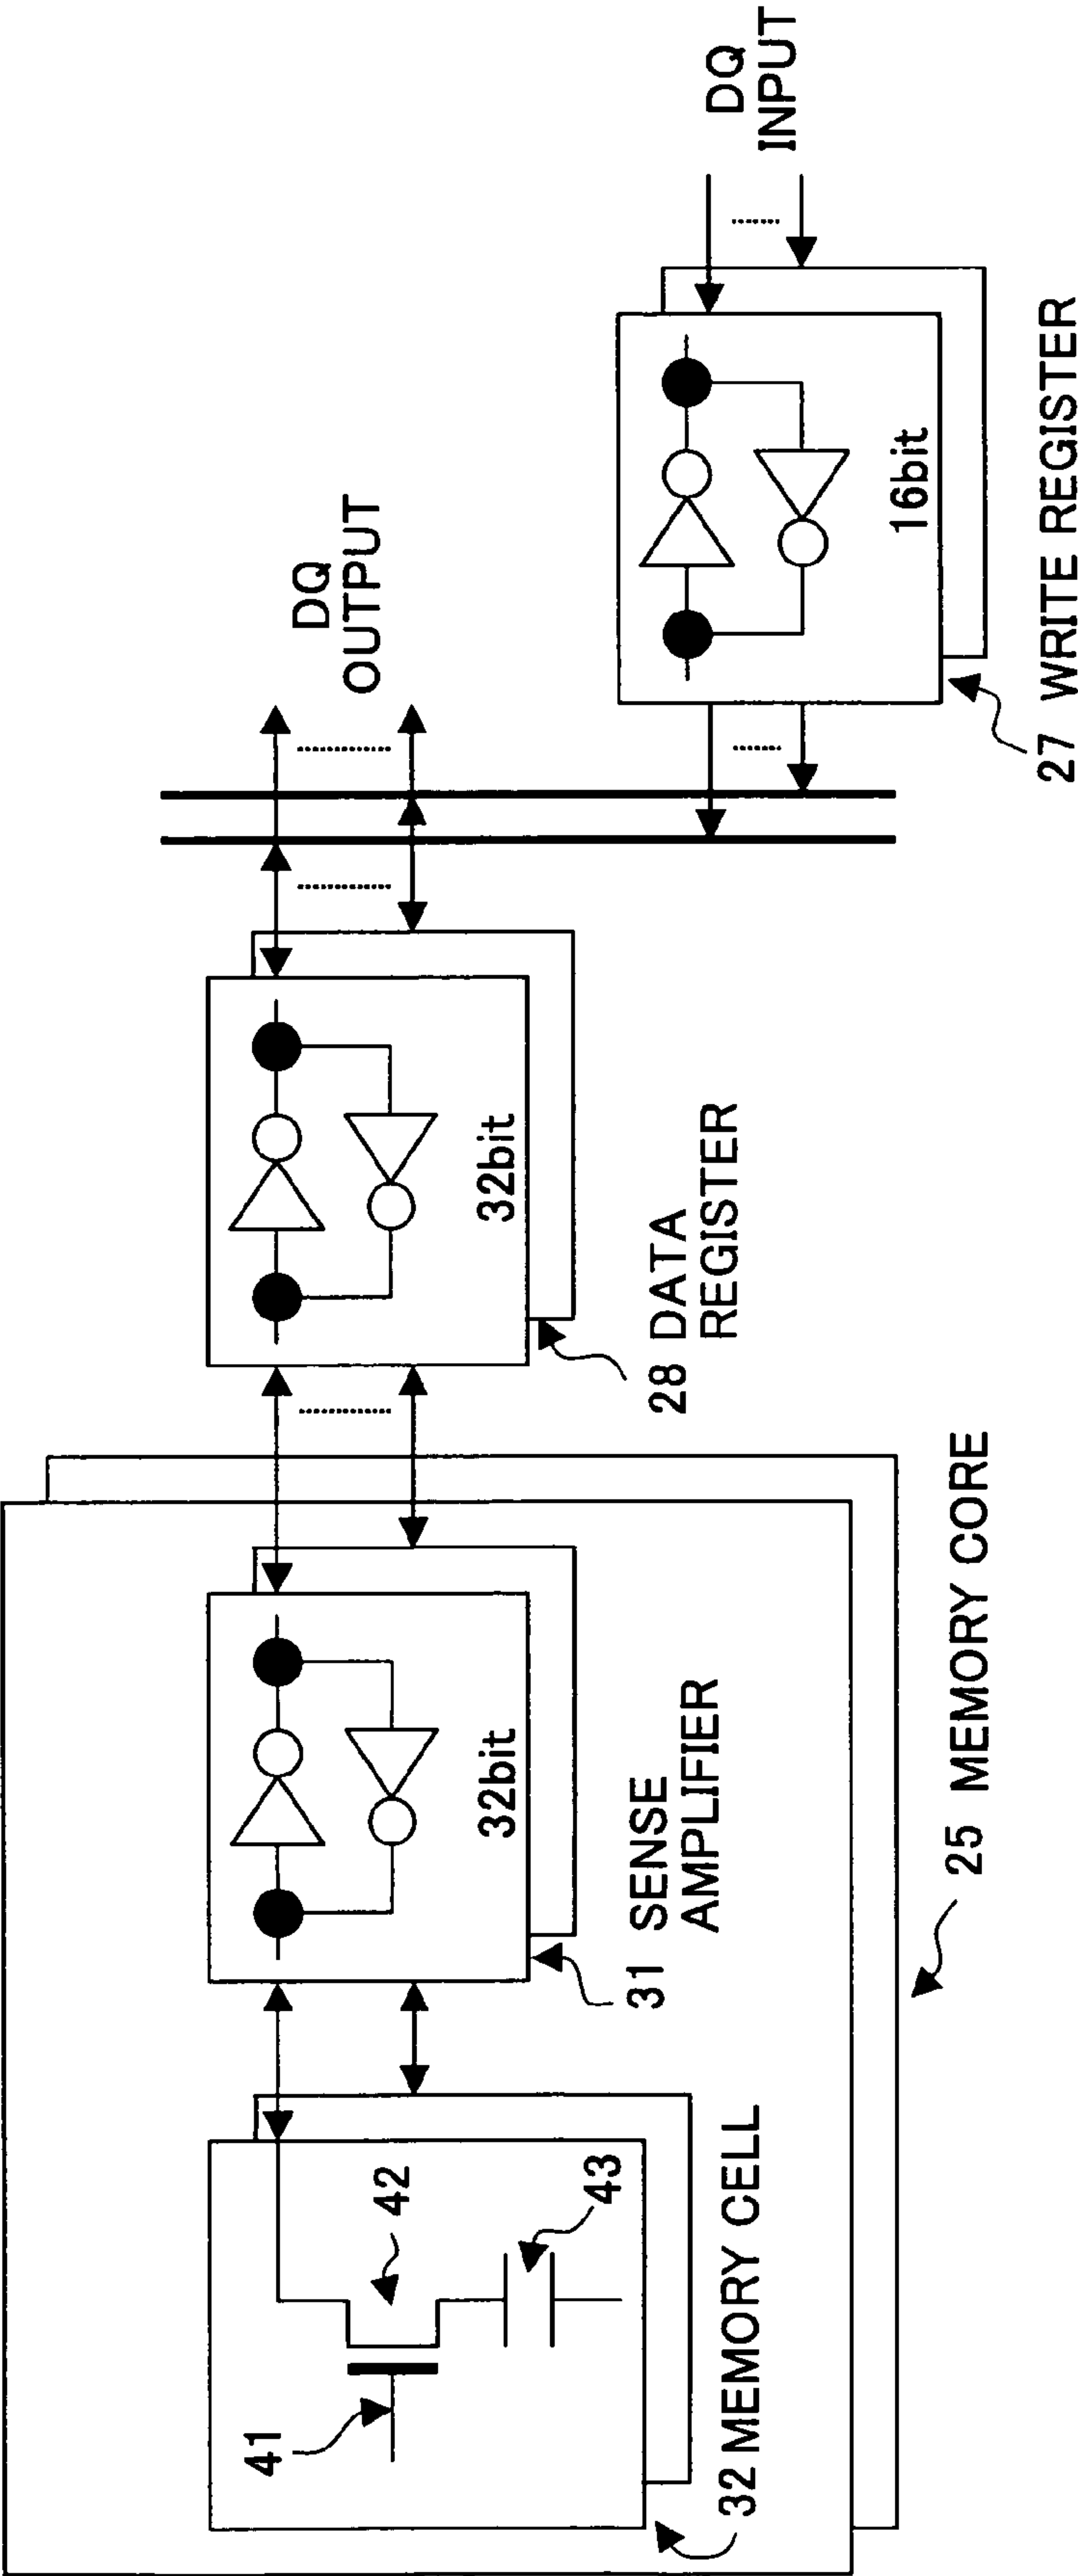 41
42
43
32 MEMORY CELL
32bit
31 SENSE
AMPLIFIER
25 MEMORY CORE
32bit
28 DATA
REGISTER
DQ
OUTPUT
16bit
27 WRITE REGISTER
DQ
INPUT